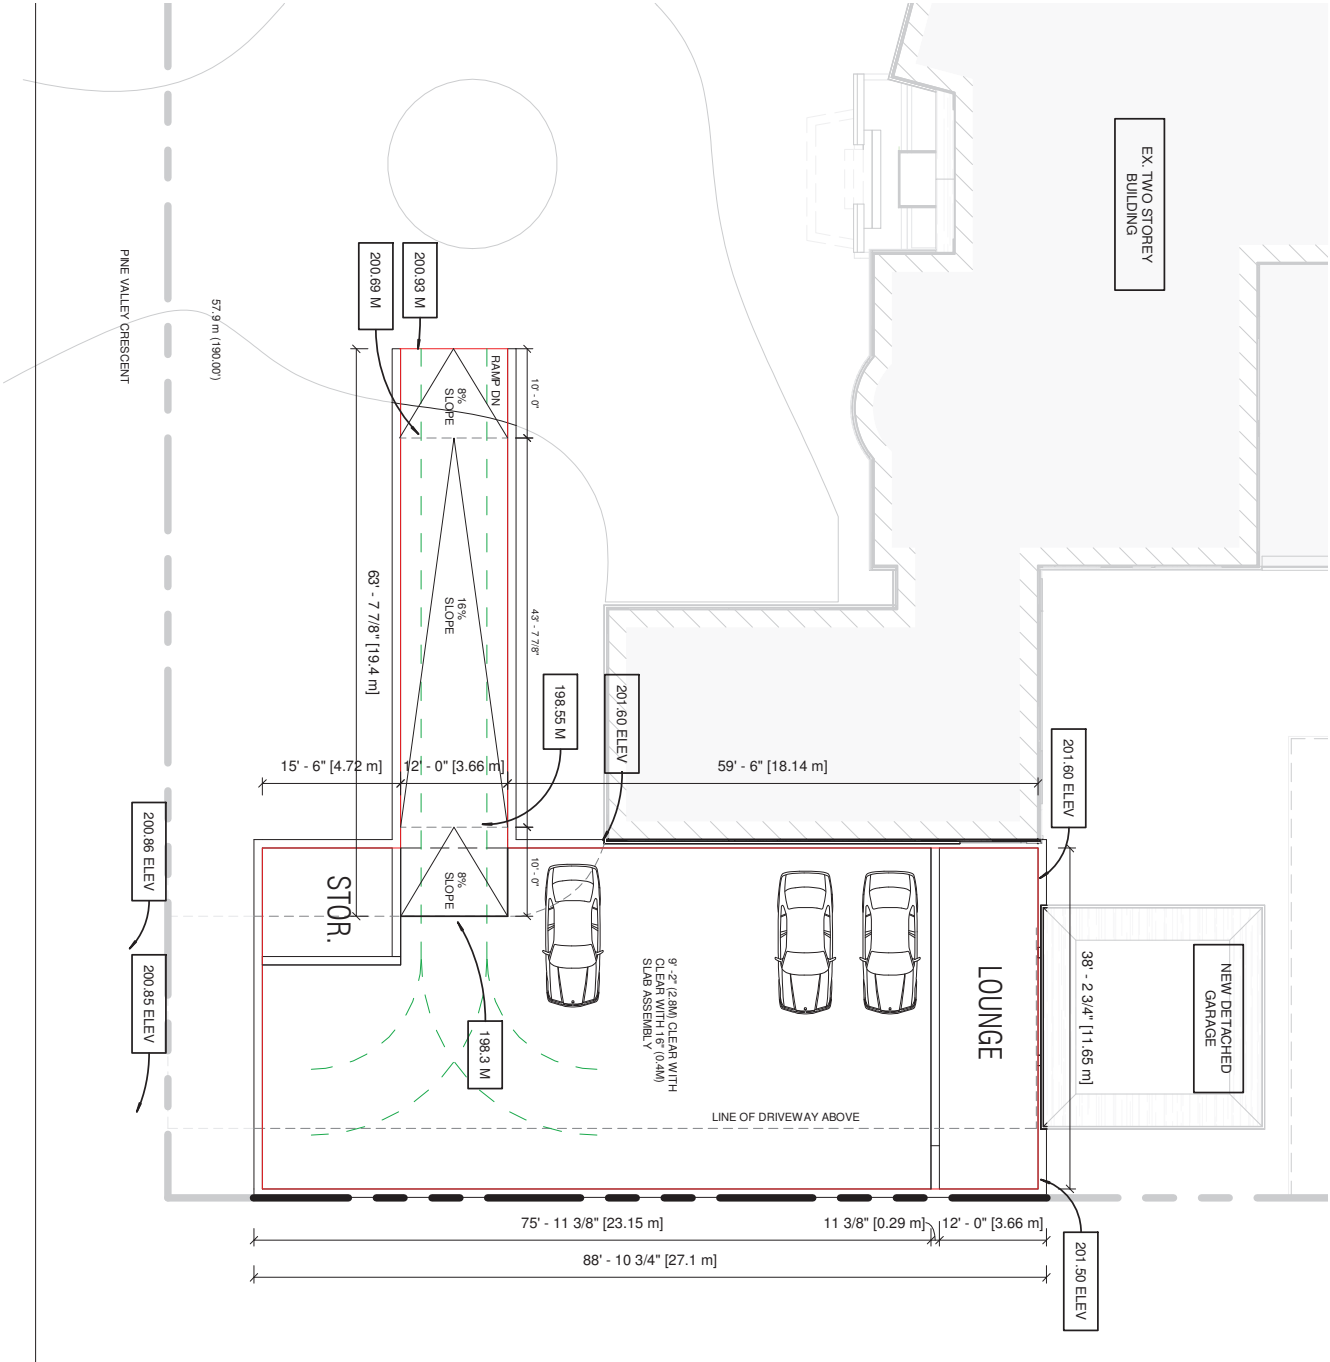 EX. TWO STOREY
BUILDING
PINE VALLEY CRESCENT
57.9 m (190.00')
200.69 M
200.93 M
RAMP DN
8%
SLOPE
10' - 0"
16%
SLOPE
43' - 7 7/8"
63' - 7 7/8" [19.4 m]
198.55 M
201.60 ELEV
201.60 ELEV
15' - 6" [4.72 m]
12' - 0" [3.66 m]
59' - 6" [18.14 m]
200.86 ELEV
200.85 ELEV
8%
SLOPE
10' - 0"
STOR.
198.3 M
9' -2" (2.8M) CLEAR WITH
CLEAR WITH 16" (0.4M)
SLAB ASSEMBLY
LOUNGE
38' - 2 3/4" [11.65 m]
NEW DETACHED
GARAGE
LINE OF DRIVEWAY ABOVE
75' - 11 3/8" [23.15 m]
11 3/8" [0.29 m]
12' - 0" [3.66 m]
88' - 10 3/4" [27.1 m]
201.50 ELEV